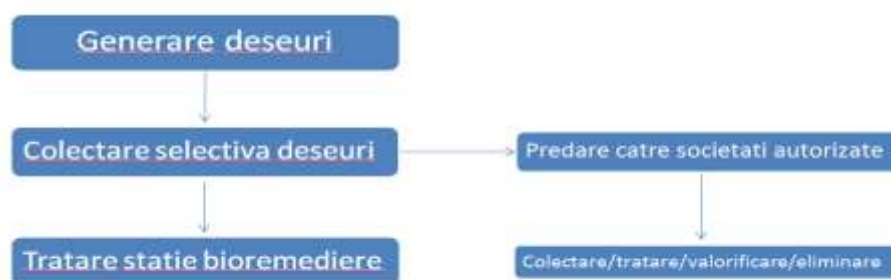 Generare deseuri
Colectare selectiva deseuri
Predare catre societati autorizate
Tratare statie bioremediere
Colectare/tratare/valorificare/eliminare